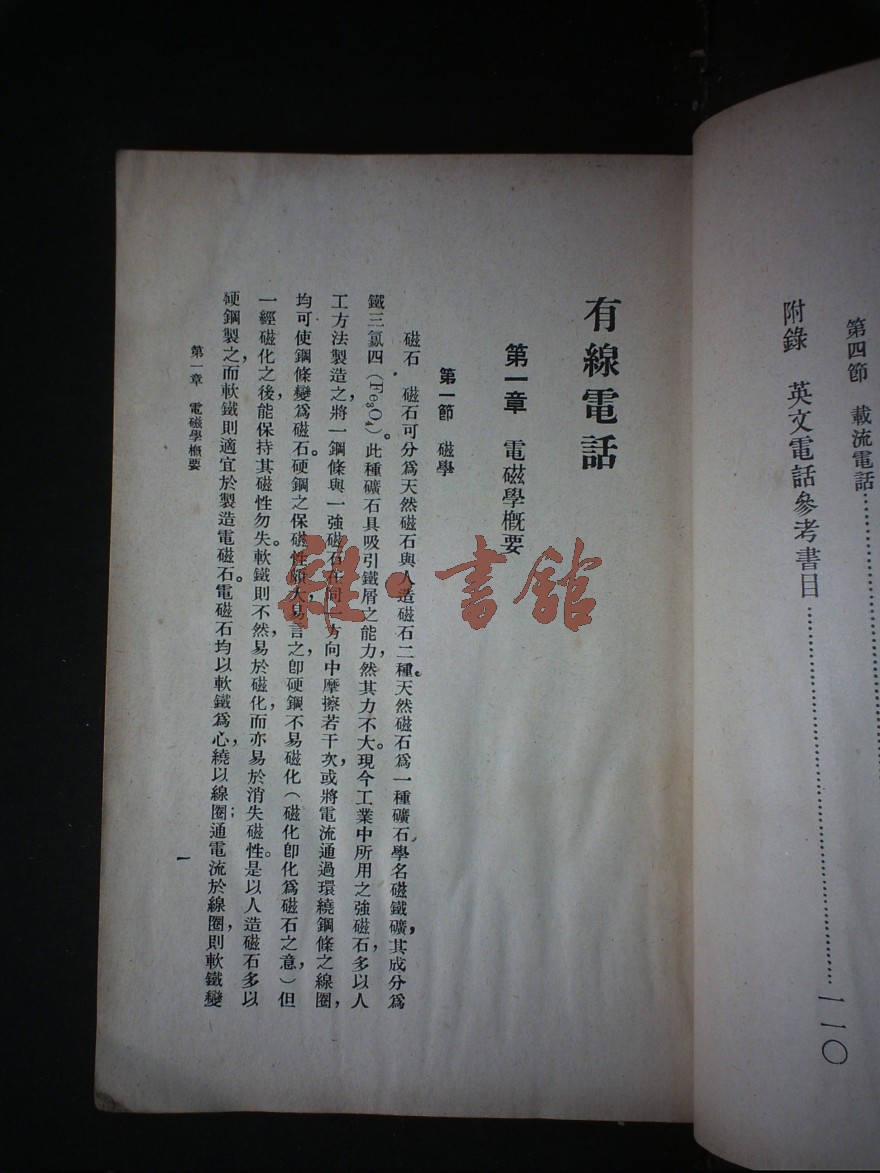 第四節　載流電話
附錄　英文電話參考書目　一一〇
有線電話
第一章　電磁學概要
第一節　磁學
磁石　磁石可分爲天然磁石與人造磁石二種。天然磁石爲一種礦石，學名磁鐵礦，其成分爲
鐵三氯四（Fe₃O₄）。此種礦石具吸引鐵屑之能力，然其力不大。現今工業中所用之強磁石，多以人
工方法製造之，將一鋼條與一強磁石在同一方向中摩擦若干次，或將電流通過環繞鋼條之線圈，
均可使鋼條變爲磁石。硬鋼之保磁性頗大，易言之，卽硬鋼不易磁化（磁化卽化爲磁石之意，）但
一經磁化之後，能保持其磁性勿失。軟鐵則不然，易於磁化，而亦易於消失磁性。是以人造磁石多以
硬鋼製之，而軟鐵則適宜於製造電磁石。電磁石均以軟鐵爲心，繞以線圈；通電流於線圈，則軟鐵變
第一章　電磁學概要
一
雜·書館